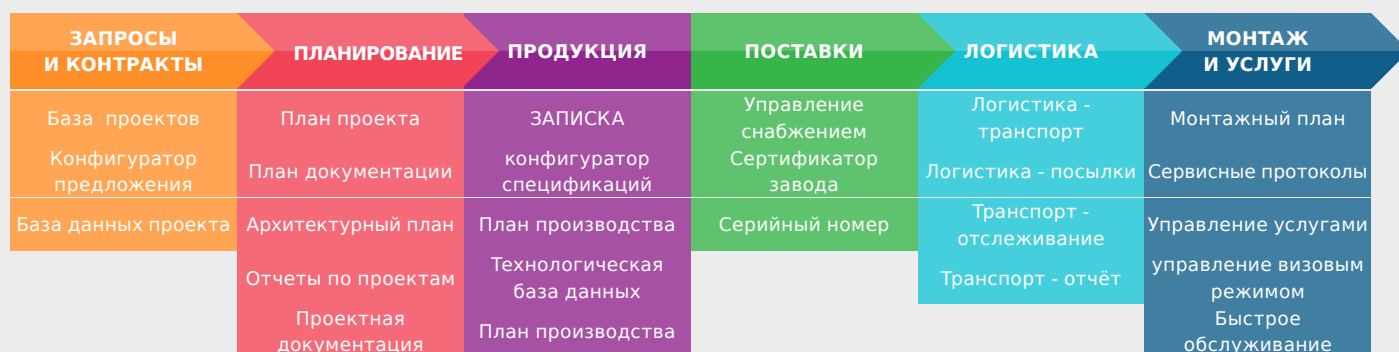 ЗАПРОСЫ
И КОНТРАКТЫ
ПЛАНИРОВАНИЕ
ПРОДУКЦИЯ
ПОСТАВКИ
ЛОГИСТИКА
МОНТАЖ
И УСЛУГИ
База проектов
Конфигуратор
предложения
База данных проекта
План проекта
План документации
Архитектурный план
Отчеты по проектам
Проектная
документация
ЗАПИСКА
конфигуратор
спецификаций
План производства
Технологическая
база данных
План производства
Управление
снабжением
Сертификатор
завода
Серийный номер
Логистика -
транспорт
Логистика - посылки
Транспорт -
отслеживание
Транспорт - отчёт
Монтажный план
Сервисные протоколы
Управление услугами
управление визовым
режимом
Быстрое
обслуживание